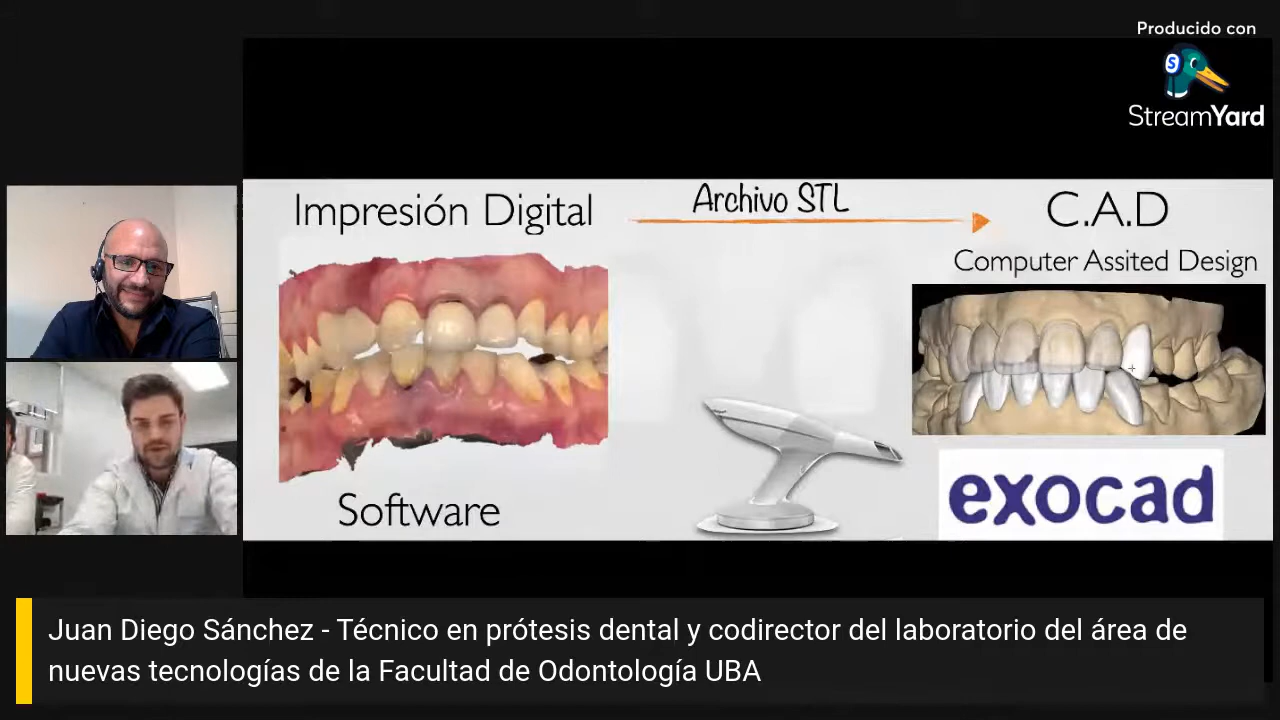 Producido con
StreamYard
Impresión Digital
Archivo STL
C.A.D
Computer Assited Design
Software
exocad
Juan Diego Sánchez - Técnico en prótesis dental y codirector del laboratorio del área de
nuevas tecnologías de la Facultad de Odontología UBA